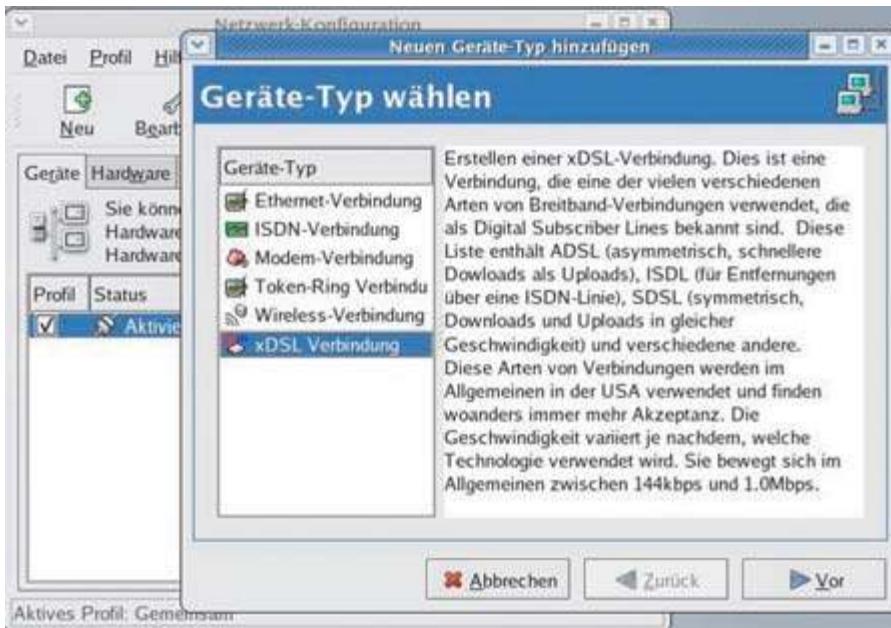 Netzwerk-Konfiguration
Datei Profil Hilf
Neu Bearb
Geräte Hardware
Sie könn
Hardware
Hardware
Profil Status
Aktivie
Aktives Profil: Gemeinsam
Neuen Geräte-Typ hinzufügen
Geräte-Typ wählen
Geräte-Typ
Ethernet-Verbindung
ISDN-Verbindung
Modem-Verbindung
Token-Ring Verbindu
Wireless-Verbindung
xDSL Verbindung
Erstellen einer xDSL-Verbindung. Dies ist eine
Verbindung, die eine der vielen verschiedenen
Arten von Breitband-Verbindungen verwendet, die
als Digital Subscriber Lines bekannt sind. Diese
Liste enthält ADSL (asymmetrisch, schnellere
Dowloads als Uploads), ISDL (für Entfernungen
über eine ISDN-Linie), SDSL (symmetrisch,
Downloads und Uploads in gleicher
Geschwindigkeit) und verschiedene andere.
Diese Arten von Verbindungen werden im
Allgemeinen in der USA verwendet und finden
woanders immer mehr Akzeptanz. Die
Geschwindigkeit variiert je nachdem, welche
Technologie verwendet wird. Sie bewegt sich im
Allgemeinen zwischen 144kbps und 1.0Mbps.
Abbrechen Zurück Vor